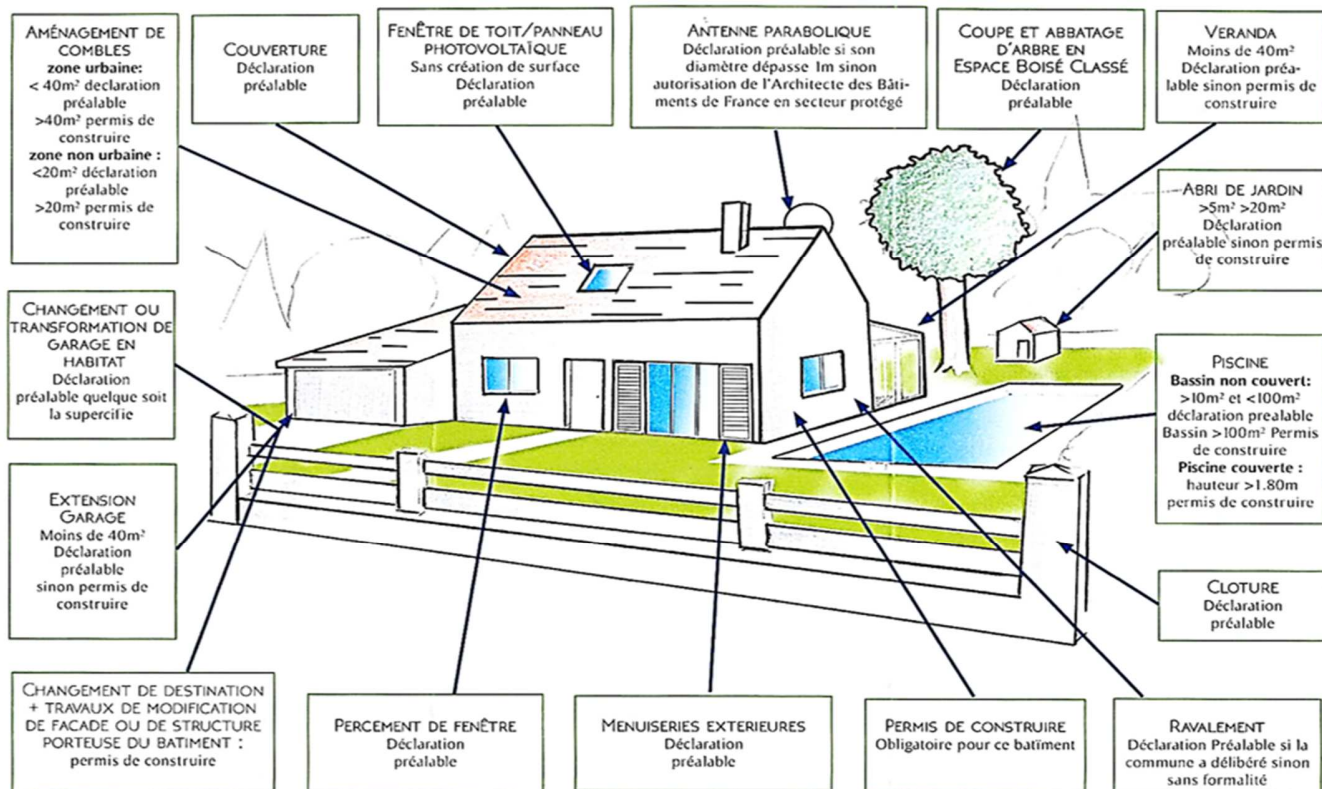 AMÉNAGEMENT DE
COMBLES
zone urbaine:
< 40m² declaration
préalable
>40m² permis de
construire
zone non urbaine :
<20m² déclaration
préalable
>20m² permis de
construire
COUVERTURE
Déclaration
préalable
FENÊTRE DE TOIT/PANNEAU
PHOTOVOLTAÏQUE
Sans création de surface
Déclaration
préalable
ANTENNE PARABOLIQUE
Déclaration préalable si son
diamètre dépasse 1m sinon
autorisation de l'Architecte des Bâti-
ments de France en secteur protégé
COUPE ET ABBATAGE
D'ARBRE EN
ESPACE BOISÉ CLASSÉ
Déclaration
préalable
VERANDA
Moins de 40m²
Déclaration préa-
lable sinon permis de
construire
ABRI DE JARDIN
>5m² >20m²
Déclaration
préalable sinon permis
de construire
CHANGEMENT OU
TRANSFORMATION DE
GARAGE EN
HABITAT
Déclaration
préalable quelque soit
la supercifie
PISCINE
Bassin non couvert:
>10m² et <100m²
déclaration prealable
Bassin >100m² Permis
de construire
Piscine couverte :
hauteur >1.80m
permis de construire
EXTENSION
GARAGE
Moins de 40m²
Déclaration
préalable
sinon permis de
construire
CLOTURE
Déclaration
préalable
CHANGEMENT DE DESTINATION
+ TRAVAUX DE MODIFICATION
DE FACADE OU DE STRUCTURE
PORTEUSE DU BATIMENT :
permis de construire
PERCEMENT DE FENÊTRE
Déclaration
préalable
MENUISERIES EXTERIEURES
Déclaration
préalable
PERMIS DE CONSTRUIRE
Obligatoire pour ce batïment
RAVALEMENT
Déclaration Préalable si la
commune a délibéré sinon
sans formalité